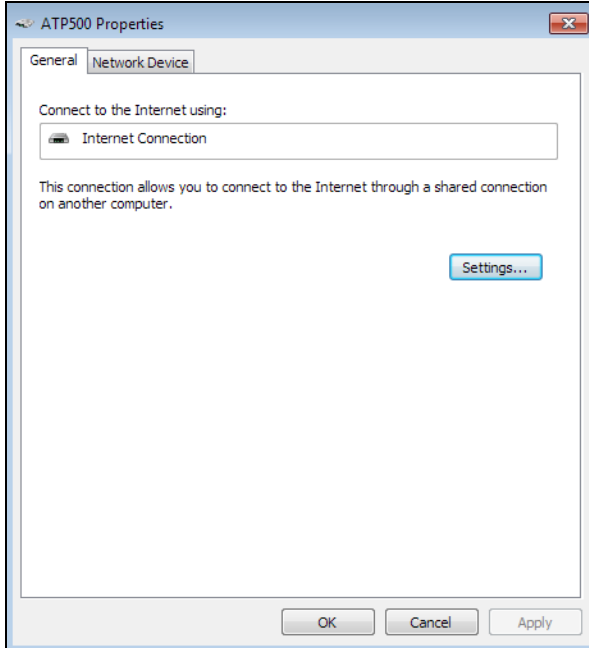 ATP500 Properties
General
Network Device
Connect to the Internet using:
Internet Connection
This connection allows you to connect to the Internet through a shared connection
on another computer.
Settings...
OK
Cancel
Apply